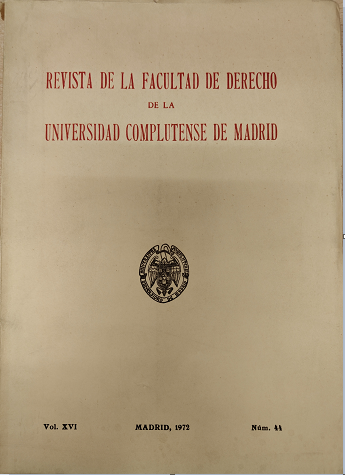 REVISTA DE LA FACULTAD DE DERECHO
DE LA
UNIVERSIDAD COMPLUTENSE DE MADRID
Vol. XVI
MADRID, 1972
Núm. 44